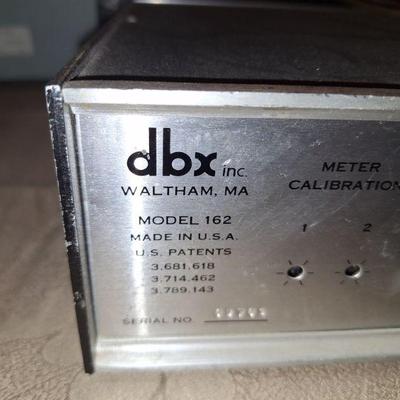 dbx inc.
WALTHAM, MA
MODEL 162
MADE IN U.S.A.
U.S. PATENTS
3.681.618
3.714.462
3.789.143
SERIAL NO.
METER
CALIBRATION
1 2